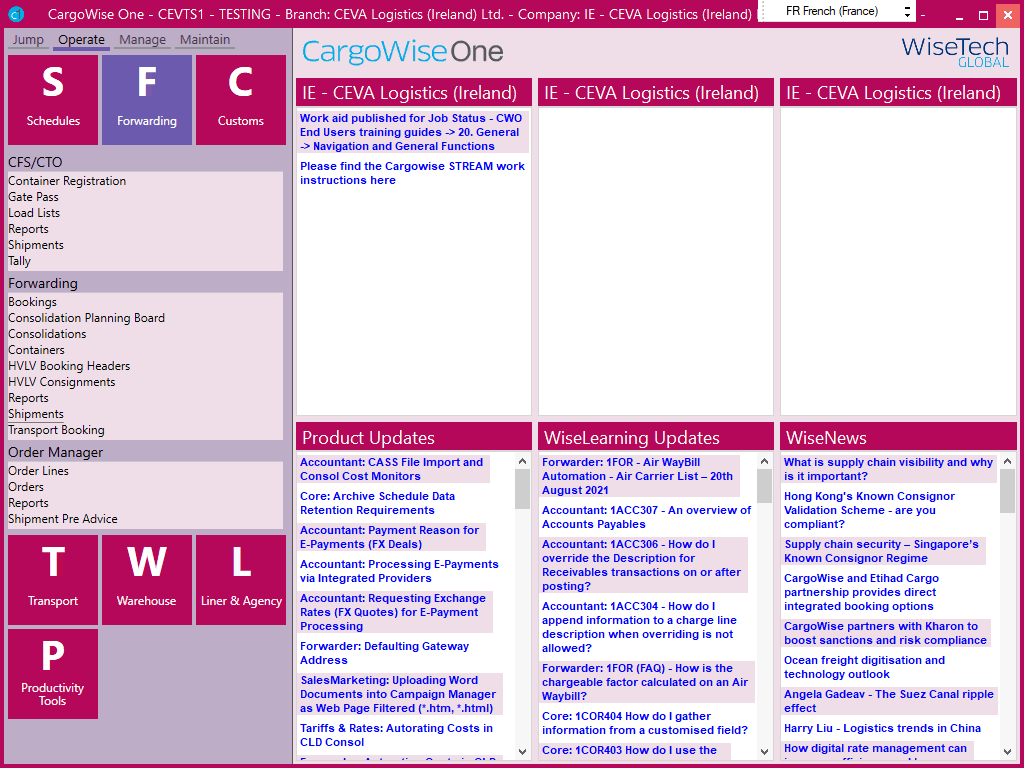 CargoWise One - CEVTS1 - TESTING - Branch: CEVA Logistics (Ireland) Ltd. - Company: IE - CEVA Logistics (Ireland)
FR French (France)
Jump Operate Manage Maintain
S
Schedules
F
Forwarding
C
Customs
CFS/CTO
Container Registration
Gate Pass
Load Lists
Reports
Shipments
Tally
Forwarding
Bookings
Consolidation Planning Board
Consolidations
Containers
HVLV Booking Headers
HVLV Consignments
Reports
Shipments
Transport Booking
Order Manager
Order Lines
Orders
Reports
Shipment Pre Advice
T
Transport
W
Warehouse
L
Liner & Agency
P
Productivity
Tools
CargoWise One
WiseTech
GLOBAL
IE - CEVA Logistics (Ireland)
Work aid published for Job Status - CWO
End Users training guides -> 20. General
-> Navigation and General Functions
Please find the Cargowise STREAM work
instructions here
IE - CEVA Logistics (Ireland)
IE - CEVA Logistics (Ireland)
Product Updates
Accountant: CASS File Import and
Consol Cost Monitors
Core: Archive Schedule Data
Retention Requirements
Accountant: Payment Reason for
E-Payments (FX Deals)
Accountant: Processing E-Payments
via Integrated Providers
Accountant: Requesting Exchange
Rates (FX Quotes) for E-Payment
Processing
Forwarder: Defaulting Gateway
Address
SalesMarketing: Uploading Word
Documents into Campaign Manager
as Web Page Filtered (*.htm, *.html)
Tariffs & Rates: Autorating Costs in
CLD Consol
WiseLearning Updates
Forwarder: 1FOR - Air WayBill
Automation - Air Carrier List – 20th
August 2021
Accountant: 1ACC307 - An overview of
Accounts Payables
Accountant: 1ACC306 - How do I
override the Description for
Receivables transactions on or after
posting?
Accountant: 1ACC304 - How do I
append information to a charge line
description when overriding is not
allowed?
Forwarder: 1FOR (FAQ) - How is the
chargeable factor calculated on an Air
Waybill?
Core: 1COR404 How do I gather
information from a customised field?
Core: 1COR403 How do I use the
WiseNews
What is supply chain visibility and why
is it important?
Hong Kong's Known Consignor
Validation Scheme - are you
compliant?
Supply chain security – Singapore's
Known Consignor Regime
CargoWise and Etihad Cargo
partnership provides direct
integrated booking options
CargoWise partners with Kharon to
boost sanctions and risk compliance
Ocean freight digitisation and
technology outlook
Angela Gadeav - The Suez Canal ripple
effect
Harry Liu - Logistics trends in China
How digital rate management can